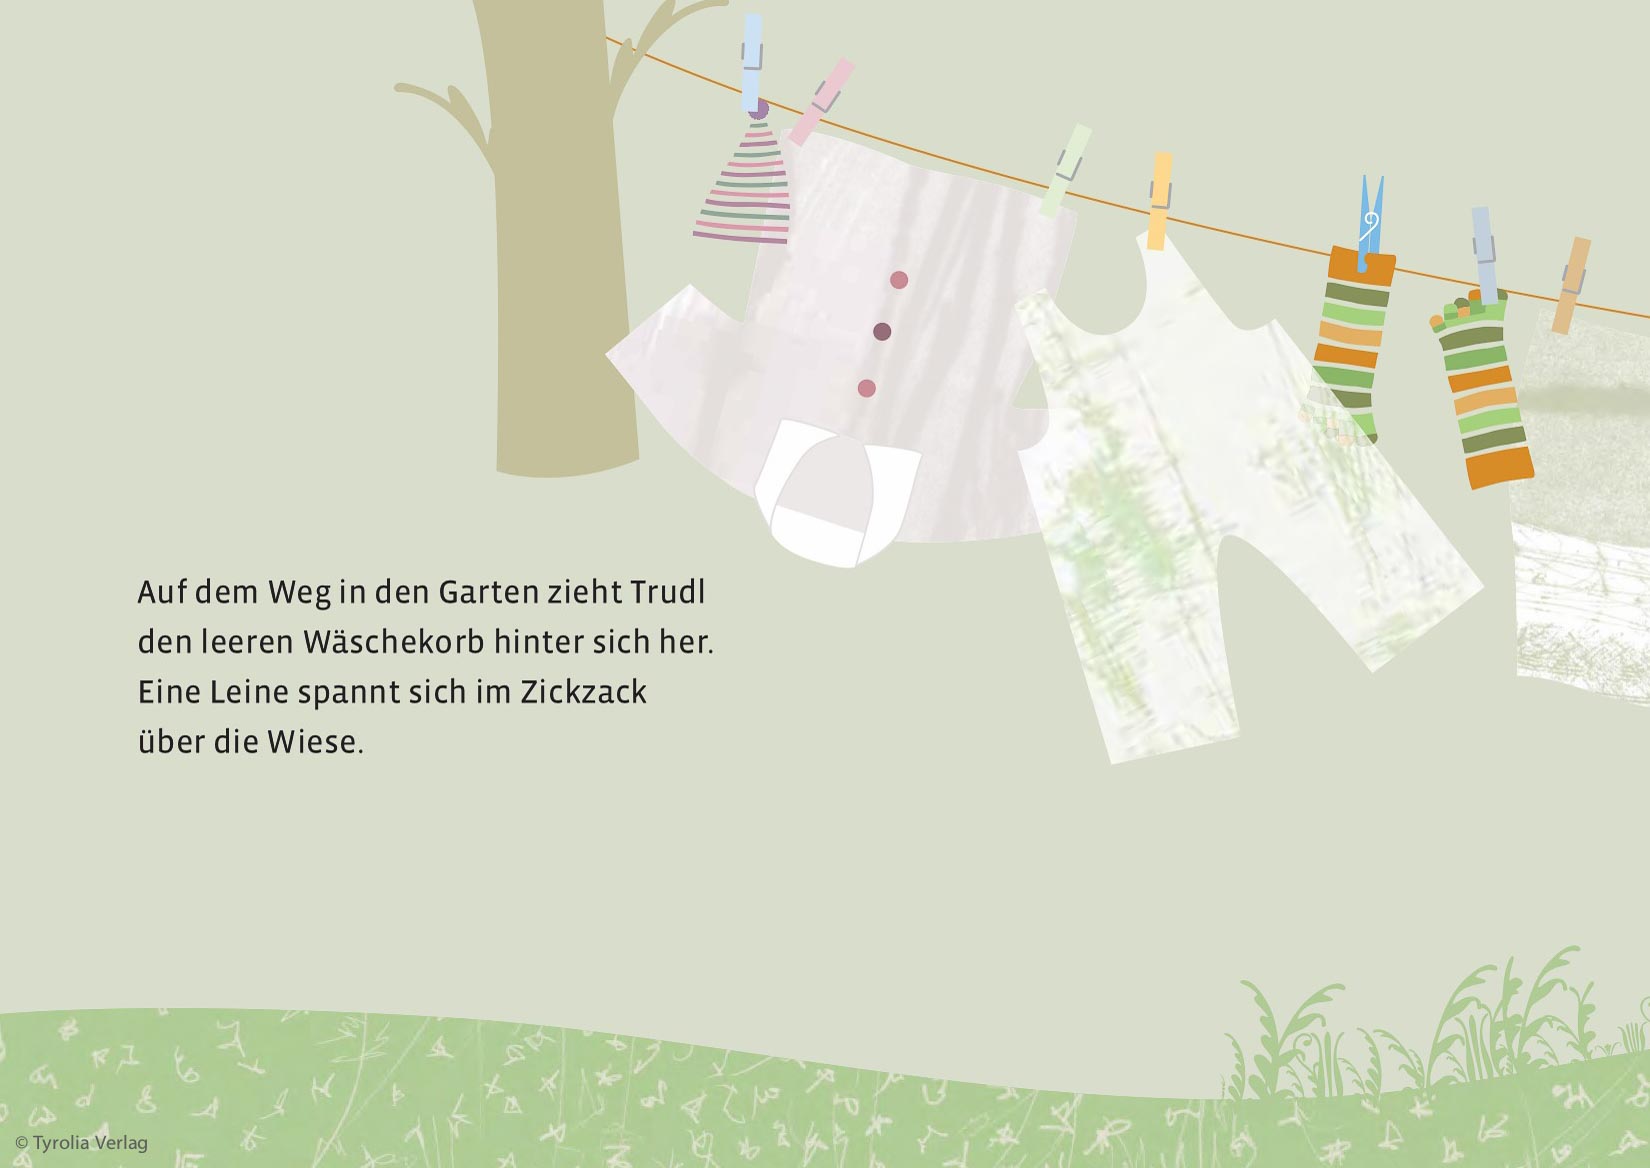 Auf dem Weg in den Garten zieht Trudl
den leeren Wäschekorb hinter sich her.
Eine Leine spannt sich im Zickzack
über die Wiese.
© Tyrolia Verlag